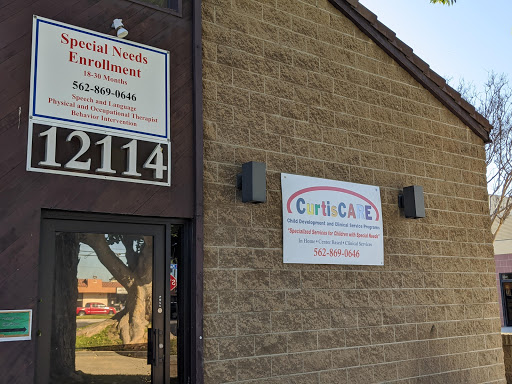 Special Needs
Enrollment
18-30 Months
562-869-0646
Speech and Language
Physical and Occupational Therapist
Behavior Intervention
12114
CurtisCARE
Child Development and Clinical Service Programs
"Specialized Services for Children with Special Needs"
In Home • Center Based • Clinical Services
562-869-0646